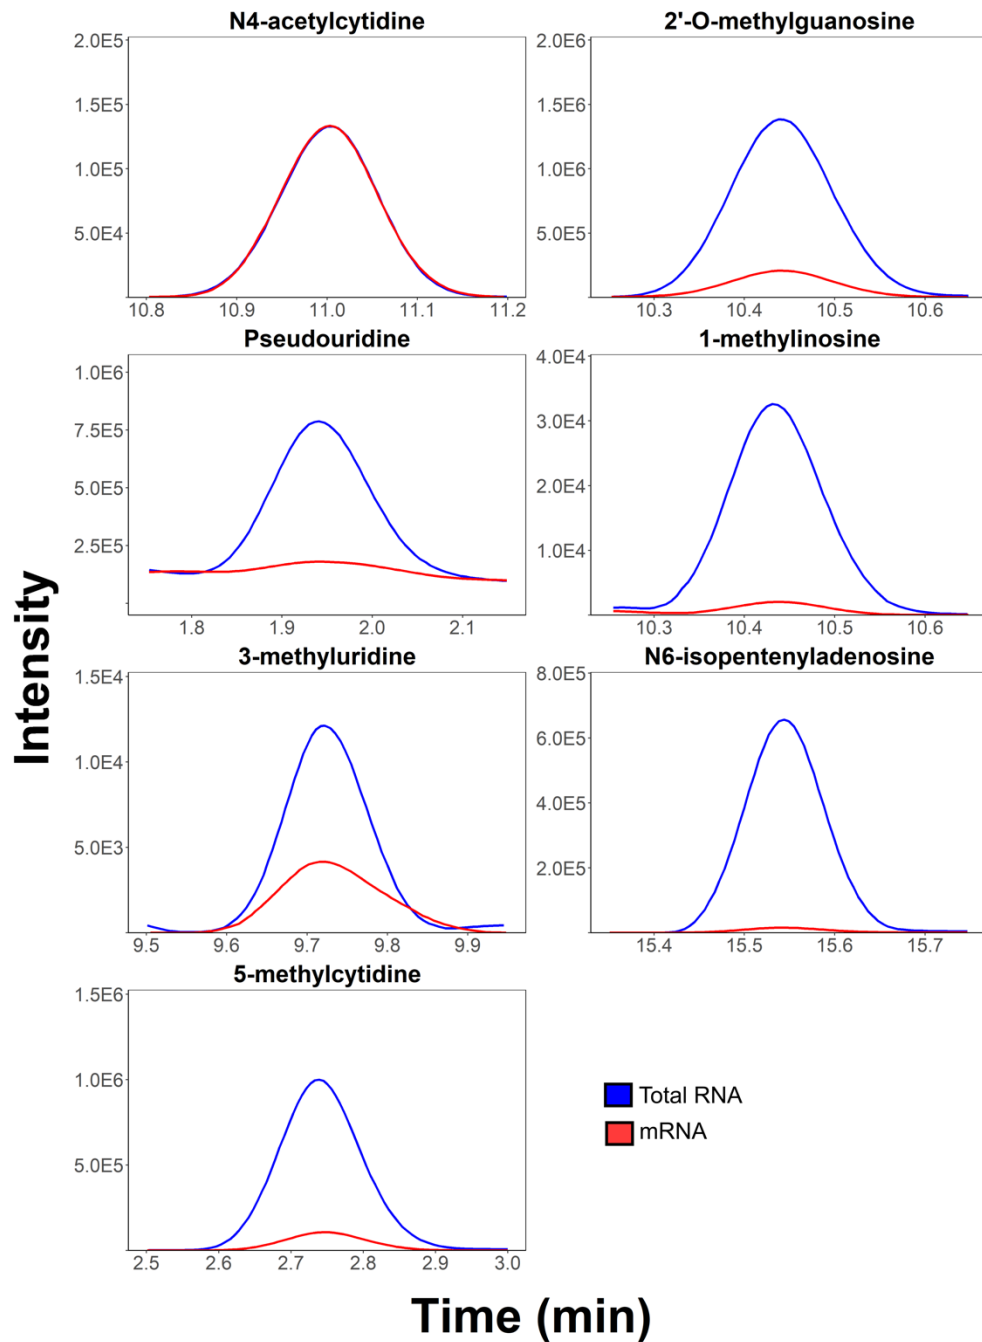 N4-acetylcytidine
2.0E5
1.5E5
1.0E5
5.0E4
10.8 10.9 11.0 11.1 11.2
2'-O-methylguanosine
2.0E6
1.5E6
1.0E6
5.0E5
10.3 10.4 10.5 10.6
Pseudouridine
1.0E6
7.5E5
5.0E5
2.5E5
1.8 1.9 2.0 2.1
1-methylinosine
4.0E4
3.0E4
2.0E4
1.0E4
10.3 10.4 10.5 10.6
Intensity
3-methyluridine
1.5E4
1.0E4
5.0E3
9.5 9.6 9.7 9.8 9.9
N6-isopentenyladenosine
8.0E5
6.0E5
4.0E5
2.0E5
15.4 15.5 15.6 15.7
5-methylcytidine
1.5E6
1.0E6
5.0E5
2.5 2.6 2.7 2.8 2.9 3.0
Total RNA
mRNA
Time (min)